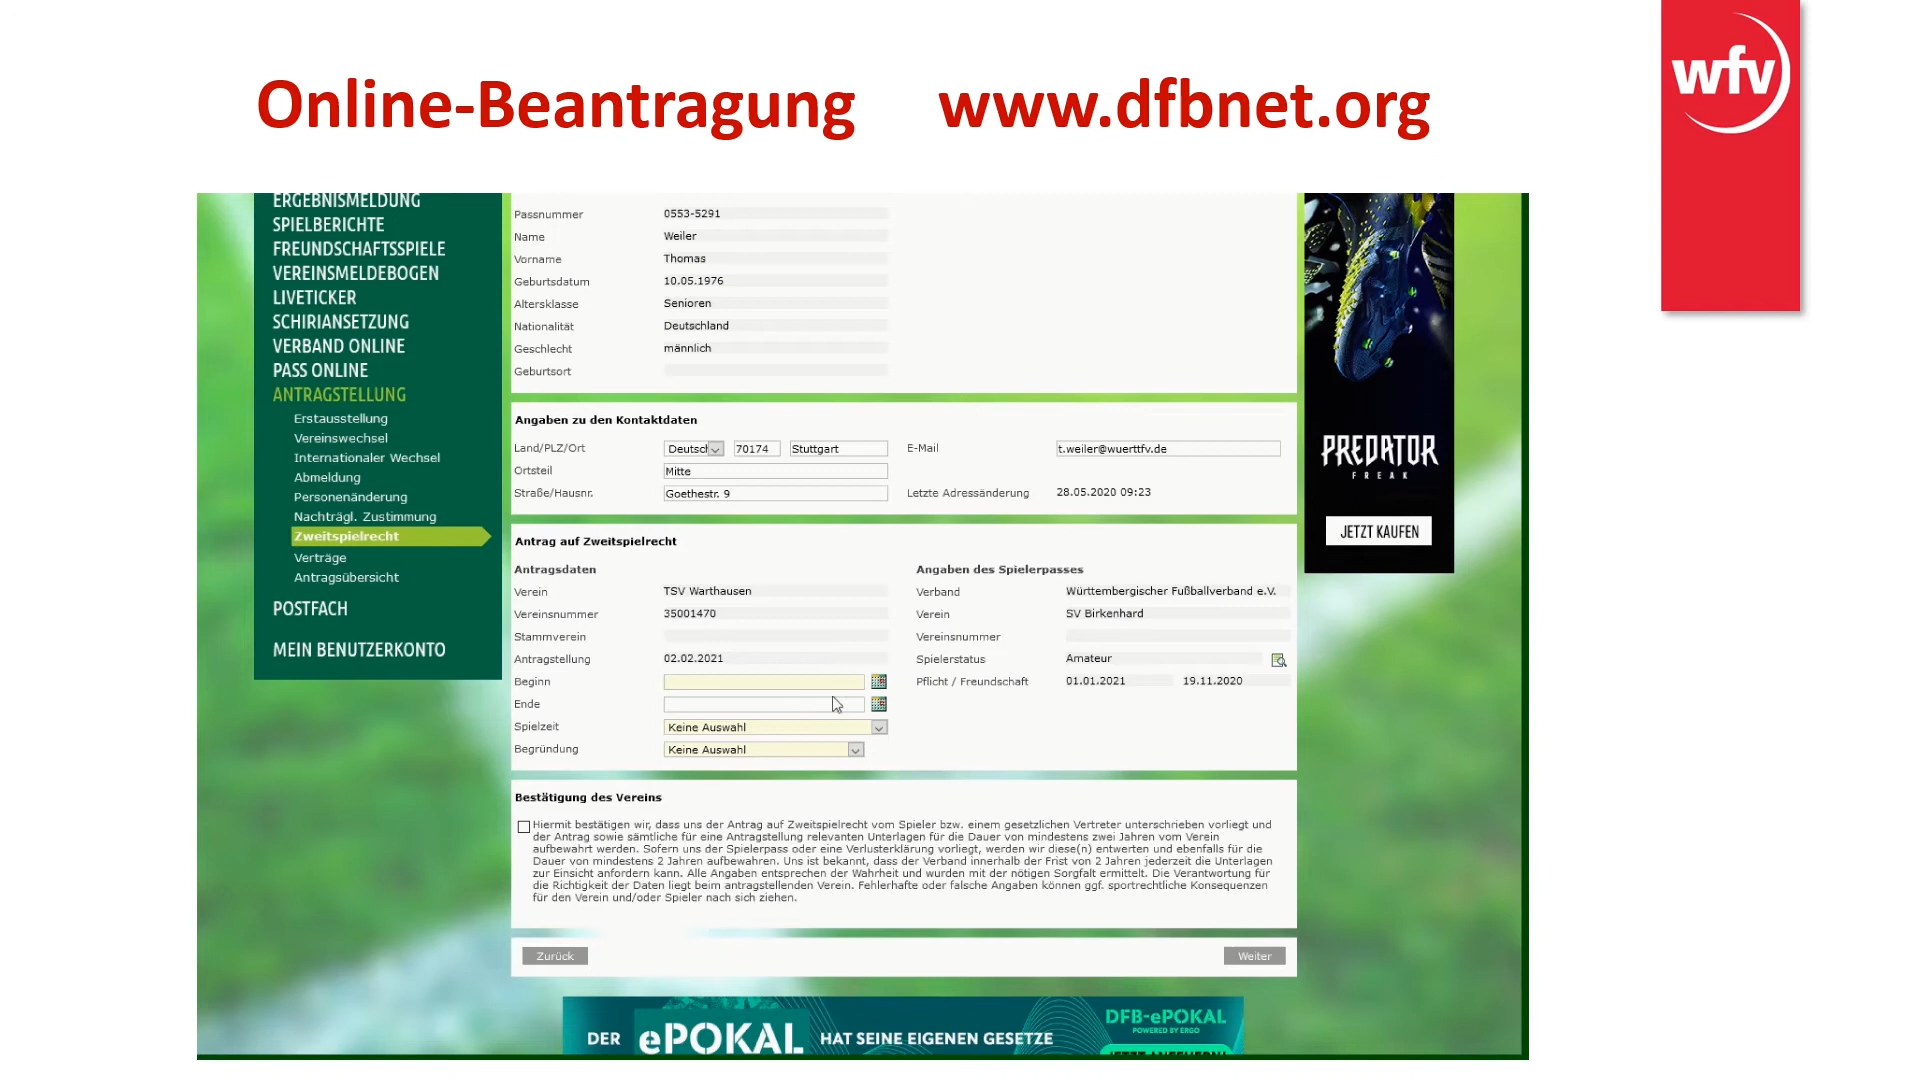 Online-Beantragung www.dfbnet.org
wfv
ERGEBNISMELDUNG
SPIELBERICHTE
FREUNDSCHAFTSSPIELE
VEREINSMELDEBOGEN
LIVETICKER
SCHIRIANSETZUNG
VERBAND ONLINE
PASS ONLINE
ANTRAGSTELLUNG
Erstausstellung
Vereinswechsel
Internationaler Wechsel
Abmeldung
Personenänderung
Nachträgl. Zustimmung
Zweitspielrecht
Verträge
Antragsübersicht
POSTFACH
MEIN BENUTZERKONTO
Passnummer 0553-5291
Name Weiler
Vorname Thomas
Geburtsdatum 10.05.1976
Altersklasse Senioren
Nationalität Deutschland
Geschlecht männlich
Geburtsort
Angaben zu den Kontaktdaten
Land/PLZ/Ort Deutscl 70174 Stuttgart E-Mail t.weiler@wuerttfv.de
Ortsteil Mitte
Straße/Hausnr. Goethestr. 9 Letzte Adressänderung 28.05.2020 09:23
Antrag auf Zweitspielrecht
Antragsdaten Angaben des Spielerpasses
Verein TSV Warthausen Verband Württembergischer Fußballverband e.V.
Vereinsnummer 35001470 Verein SV Birkenhard
Stammverein Vereinsnummer
Antragstellung 02.02.2021 Spielerstatus Amateur
Beginn Pflicht / Freundschaft 01.01.2021 19.11.2020
Ende
Spielzeit Keine Auswahl
Begründung Keine Auswahl
Bestätigung des Vereins
Hiermit bestätigen wir, dass uns der Antrag auf Zweitspielrecht vom Spieler bzw. einem gesetzlichen Vertreter unterschrieben vorliegt und
der Antrag sowie sämtliche für eine Antragstellung relevanten Unterlagen für die Dauer von mindestens zwei Jahren vom Verein
aufbewahrt werden. Sofern uns der Spielerpass oder eine Verlusterklärung vorliegt, werden wir diese(n) entwerten und ebenfalls für die
Dauer von mindestens 2 Jahren aufbewahren. Uns ist bekannt, dass der Verband innerhalb der Frist von 2 Jahren jederzeit die Unterlagen
zur Einsicht anfordern kann. Alle Angaben entsprechen der Wahrheit und wurden mit der nötigen Sorgfalt ermittelt. Die Verantwortung für
die Richtigkeit der Daten liegt beim antragstellenden Verein. Fehlerhafte oder falsche Angaben können ggf. sportrechtliche Konsequenzen
für den Verein und/oder Spieler nach sich ziehen.
Zurück Weiter
PREDATOR
FREAK
JETZT KAUFEN
DER ePOKAL HAT SEINE EIGENEN GESETZE
DFB-ePOKAL
POWERED BY ERGO